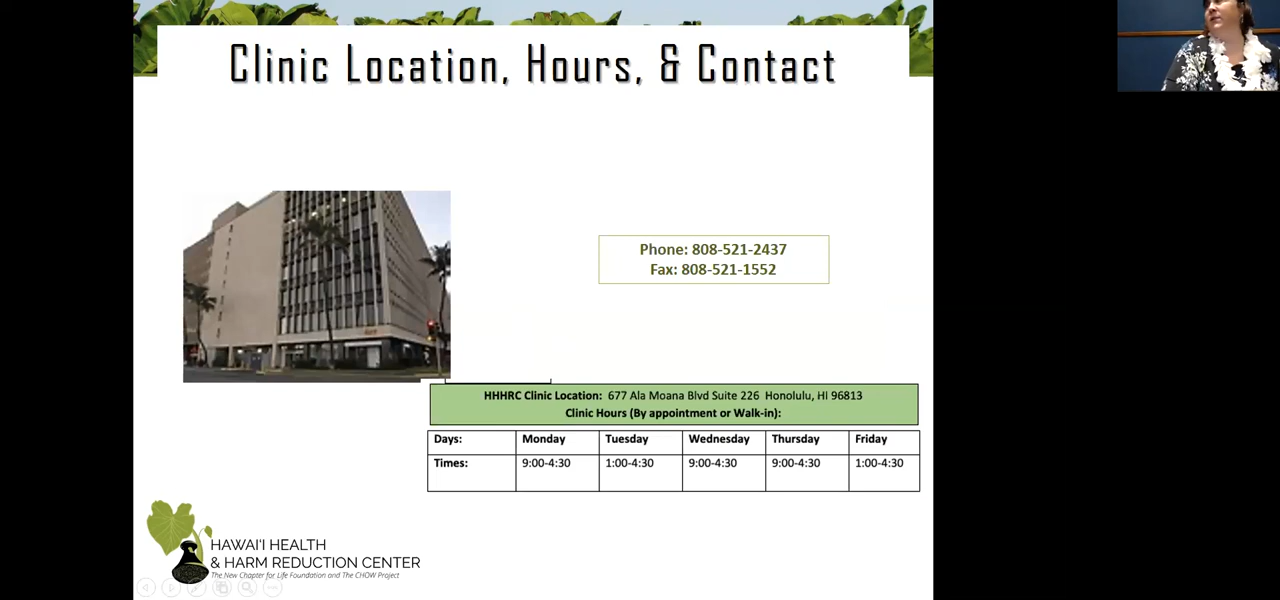 Clinic Location, Hours, & Contact
Phone: 808-521-2437
Fax: 808-521-1552
HHHRC Clinic Location: 677 Ala Moana Blvd Suite 226 Honolulu, HI 96813
Clinic Hours (By appointment or Walk-in):
Days: Monday Tuesday Wednesday Thursday Friday
Times: 9:00-4:30 1:00-4:30 9:00-4:30 9:00-4:30 1:00-4:30
HAWAI'I HEALTH
& HARM REDUCTION CENTER
The New Chapter for Life Foundation and The CHOW Project